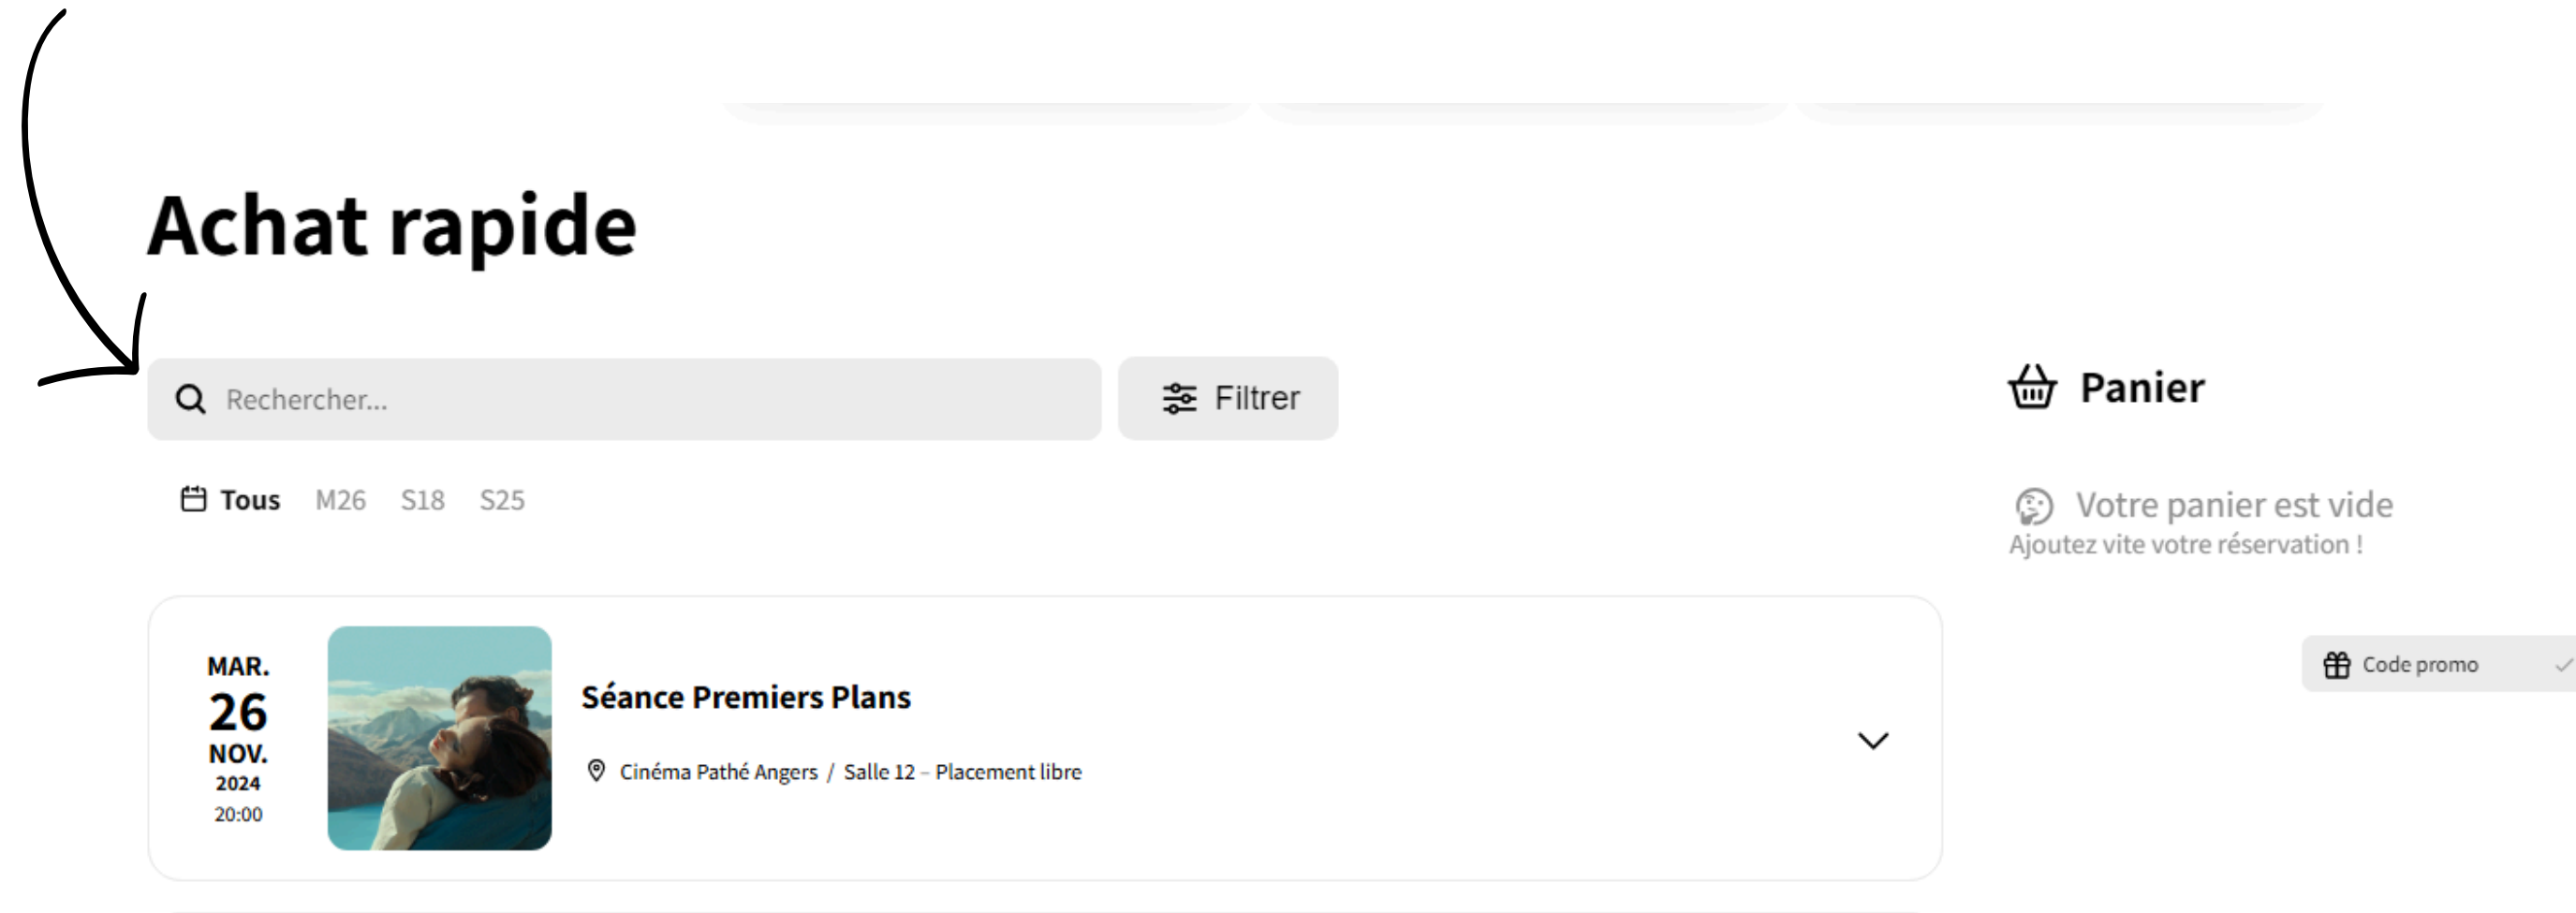 Achat rapide
Rechercher...
Filtrer
Tous M26 S18 S25
MAR.
26
NOV.
2024
20:00
Séance Premiers Plans
Cinéma Pathé Angers / Salle 12 – Placement libre
Panier
Votre panier est vide
Ajoutez vite votre réservation !
Code promo